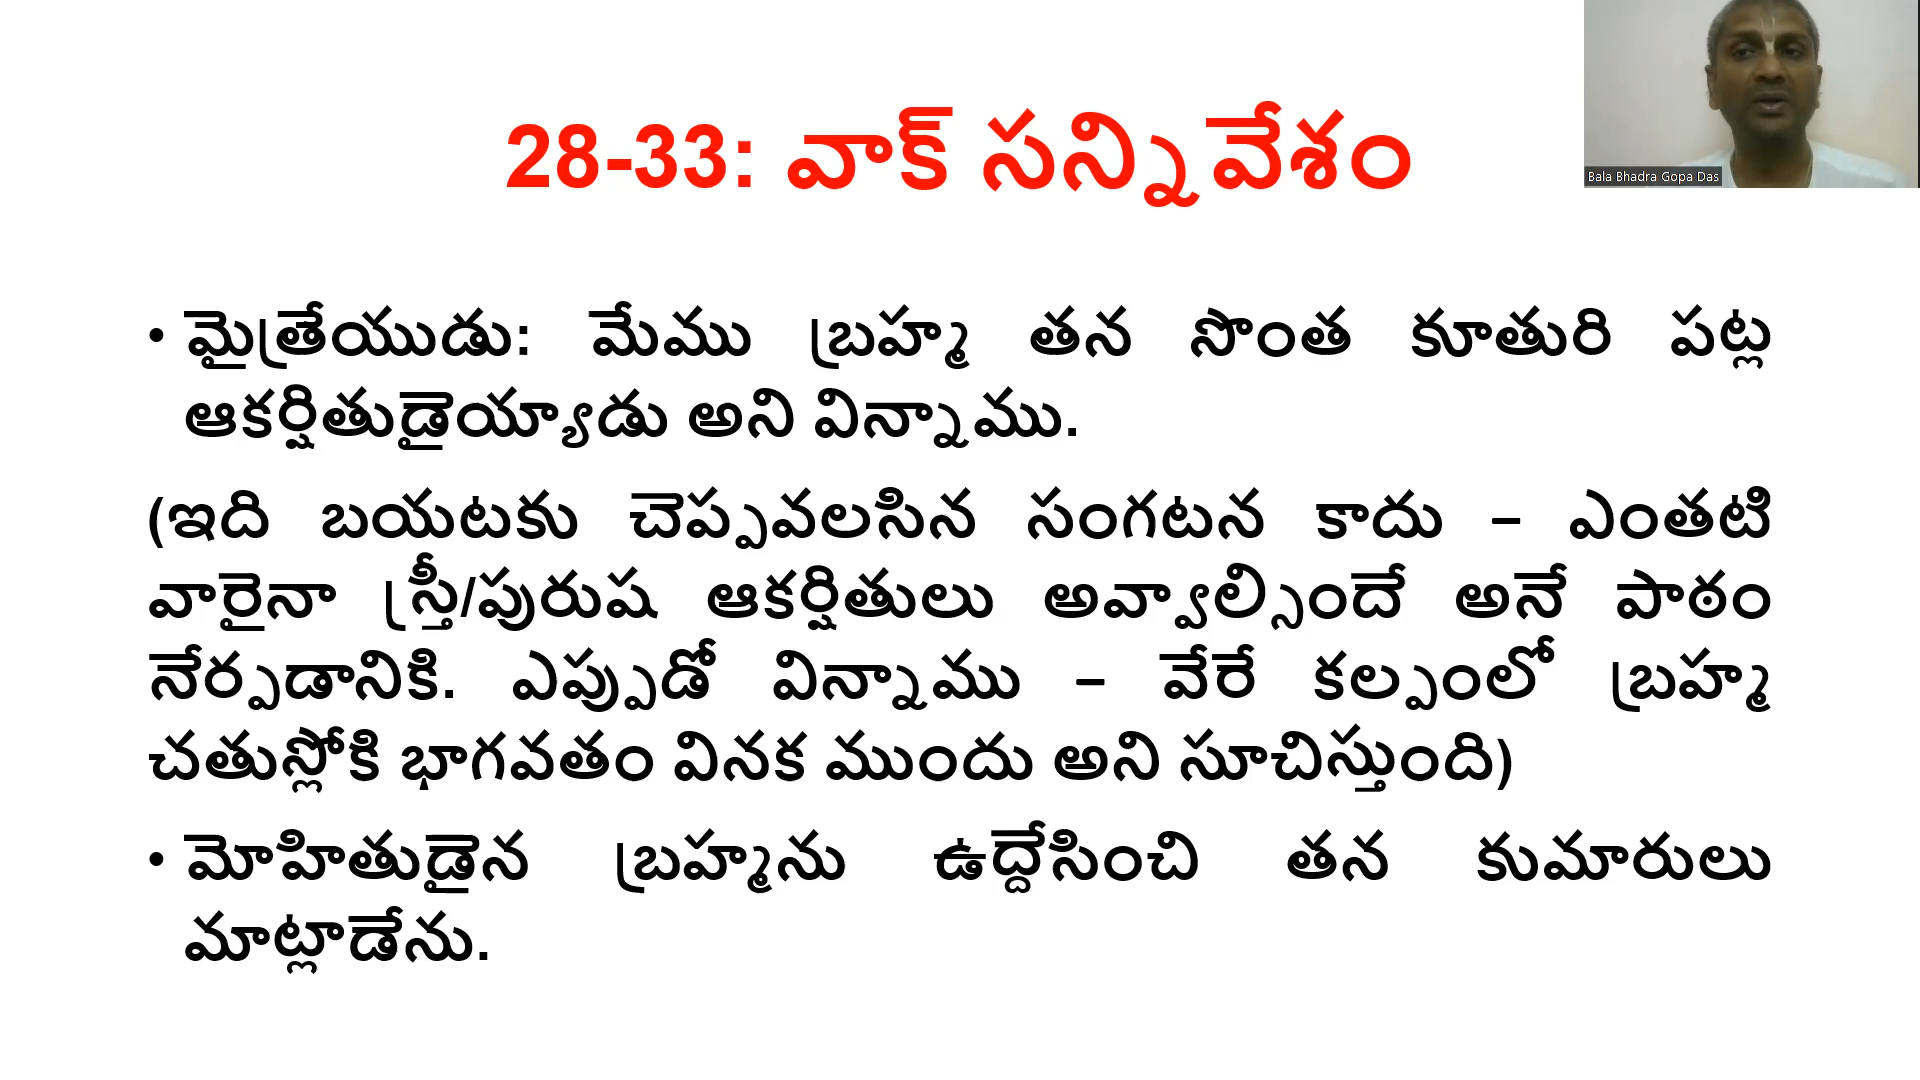 28-33: వాక్ సన్నివేశం
Bala Bhadra Gopa Das
• మైత్రేయుడు: మేము బ్రహ్మ తన సొంత కూతురి పట్ల
ఆకర్షితుడైయ్యాడు అని విన్నాము.
(ఇది బయటకు చెప్పవలసిన సంగటన కాదు – ఎంతటి
వారైనా స్త్రీ/పురుష ఆకర్షితులు అవ్వాల్సిందే అనే పాఠం
నేర్పడానికి. ఎప్పుడో విన్నాము – వేరే కల్పంలో బ్రహ్మ
చతుస్లోకి భాగవతం వినక ముందు అని సూచిస్తుంది)
• మోహితుడైన బ్రహ్మను ఉద్దేసించి తన కుమారులు
మాట్లాడేను.